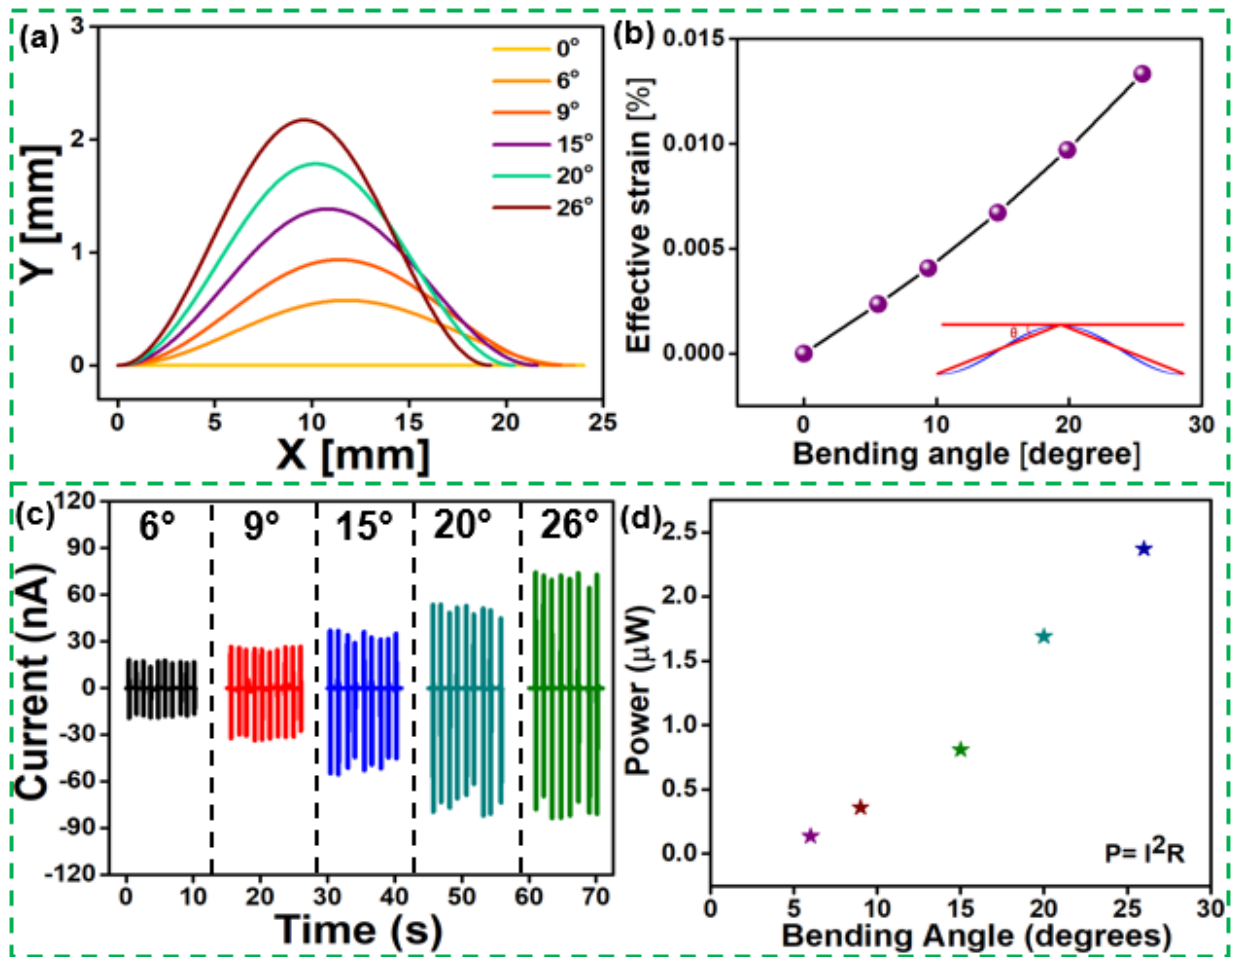 (a)
3
2
1
0
Y [mm]
0°
6°
9°
15°
20°
26°
0 5 10 15 20 25
X [mm]
(b)
0.015
0.010
0.005
0.000
Effective strain [%]
θ
0 10 20 30
Bending angle [degree]
(c)
120
90
60
30
0
-30
-60
-90
-120
Current (nA)
6° 9° 15° 20° 26°
0 10 20 30 40 50 60 70
Time (s)
(d)
2.5
2.0
1.5
1.0
0.5
0.0
Power (μW)
P= I²R
0 5 10 15 20 25 30
Bending Angle (degrees)